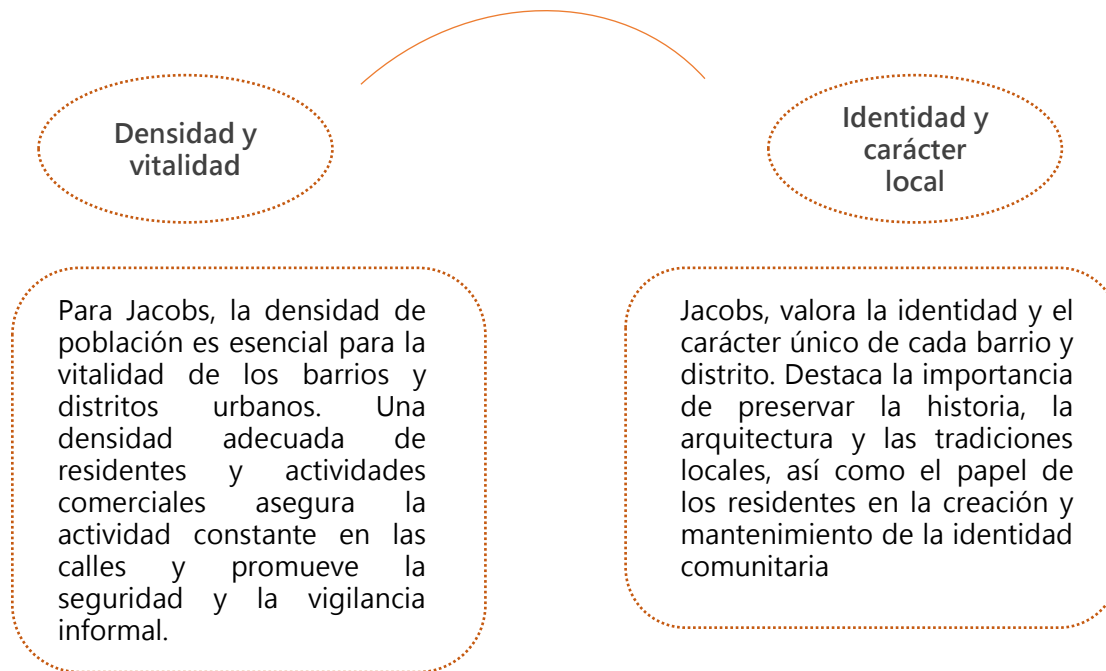 Densidad y
vitalidad
Identidad y
carácter
local
Para Jacobs, la densidad de
población es esencial para la
vitalidad de los barrios y
distritos urbanos. Una
densidad adecuada de
residentes y actividades
comerciales asegura la
actividad constante en las
calles y promueve la
seguridad y la vigilancia
informal.
Jacobs, valora la identidad y el
carácter único de cada barrio y
distrito. Destaca la importancia
de preservar la historia, la
arquitectura y las tradiciones
locales, así como el papel de
los residentes en la creación y
mantenimiento de la identidad
comunitaria